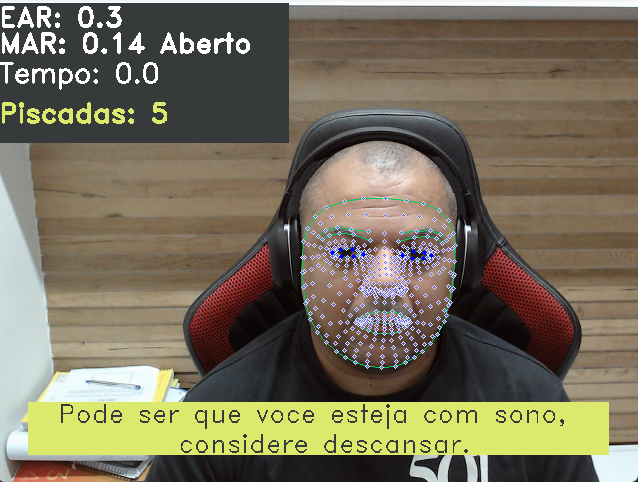 EAR: 0.3
MAR: 0.14 Aberto
Tempo: 0.0
Piscadas: 5
Pode ser que voce esteja com sono,
considere descansar.
501